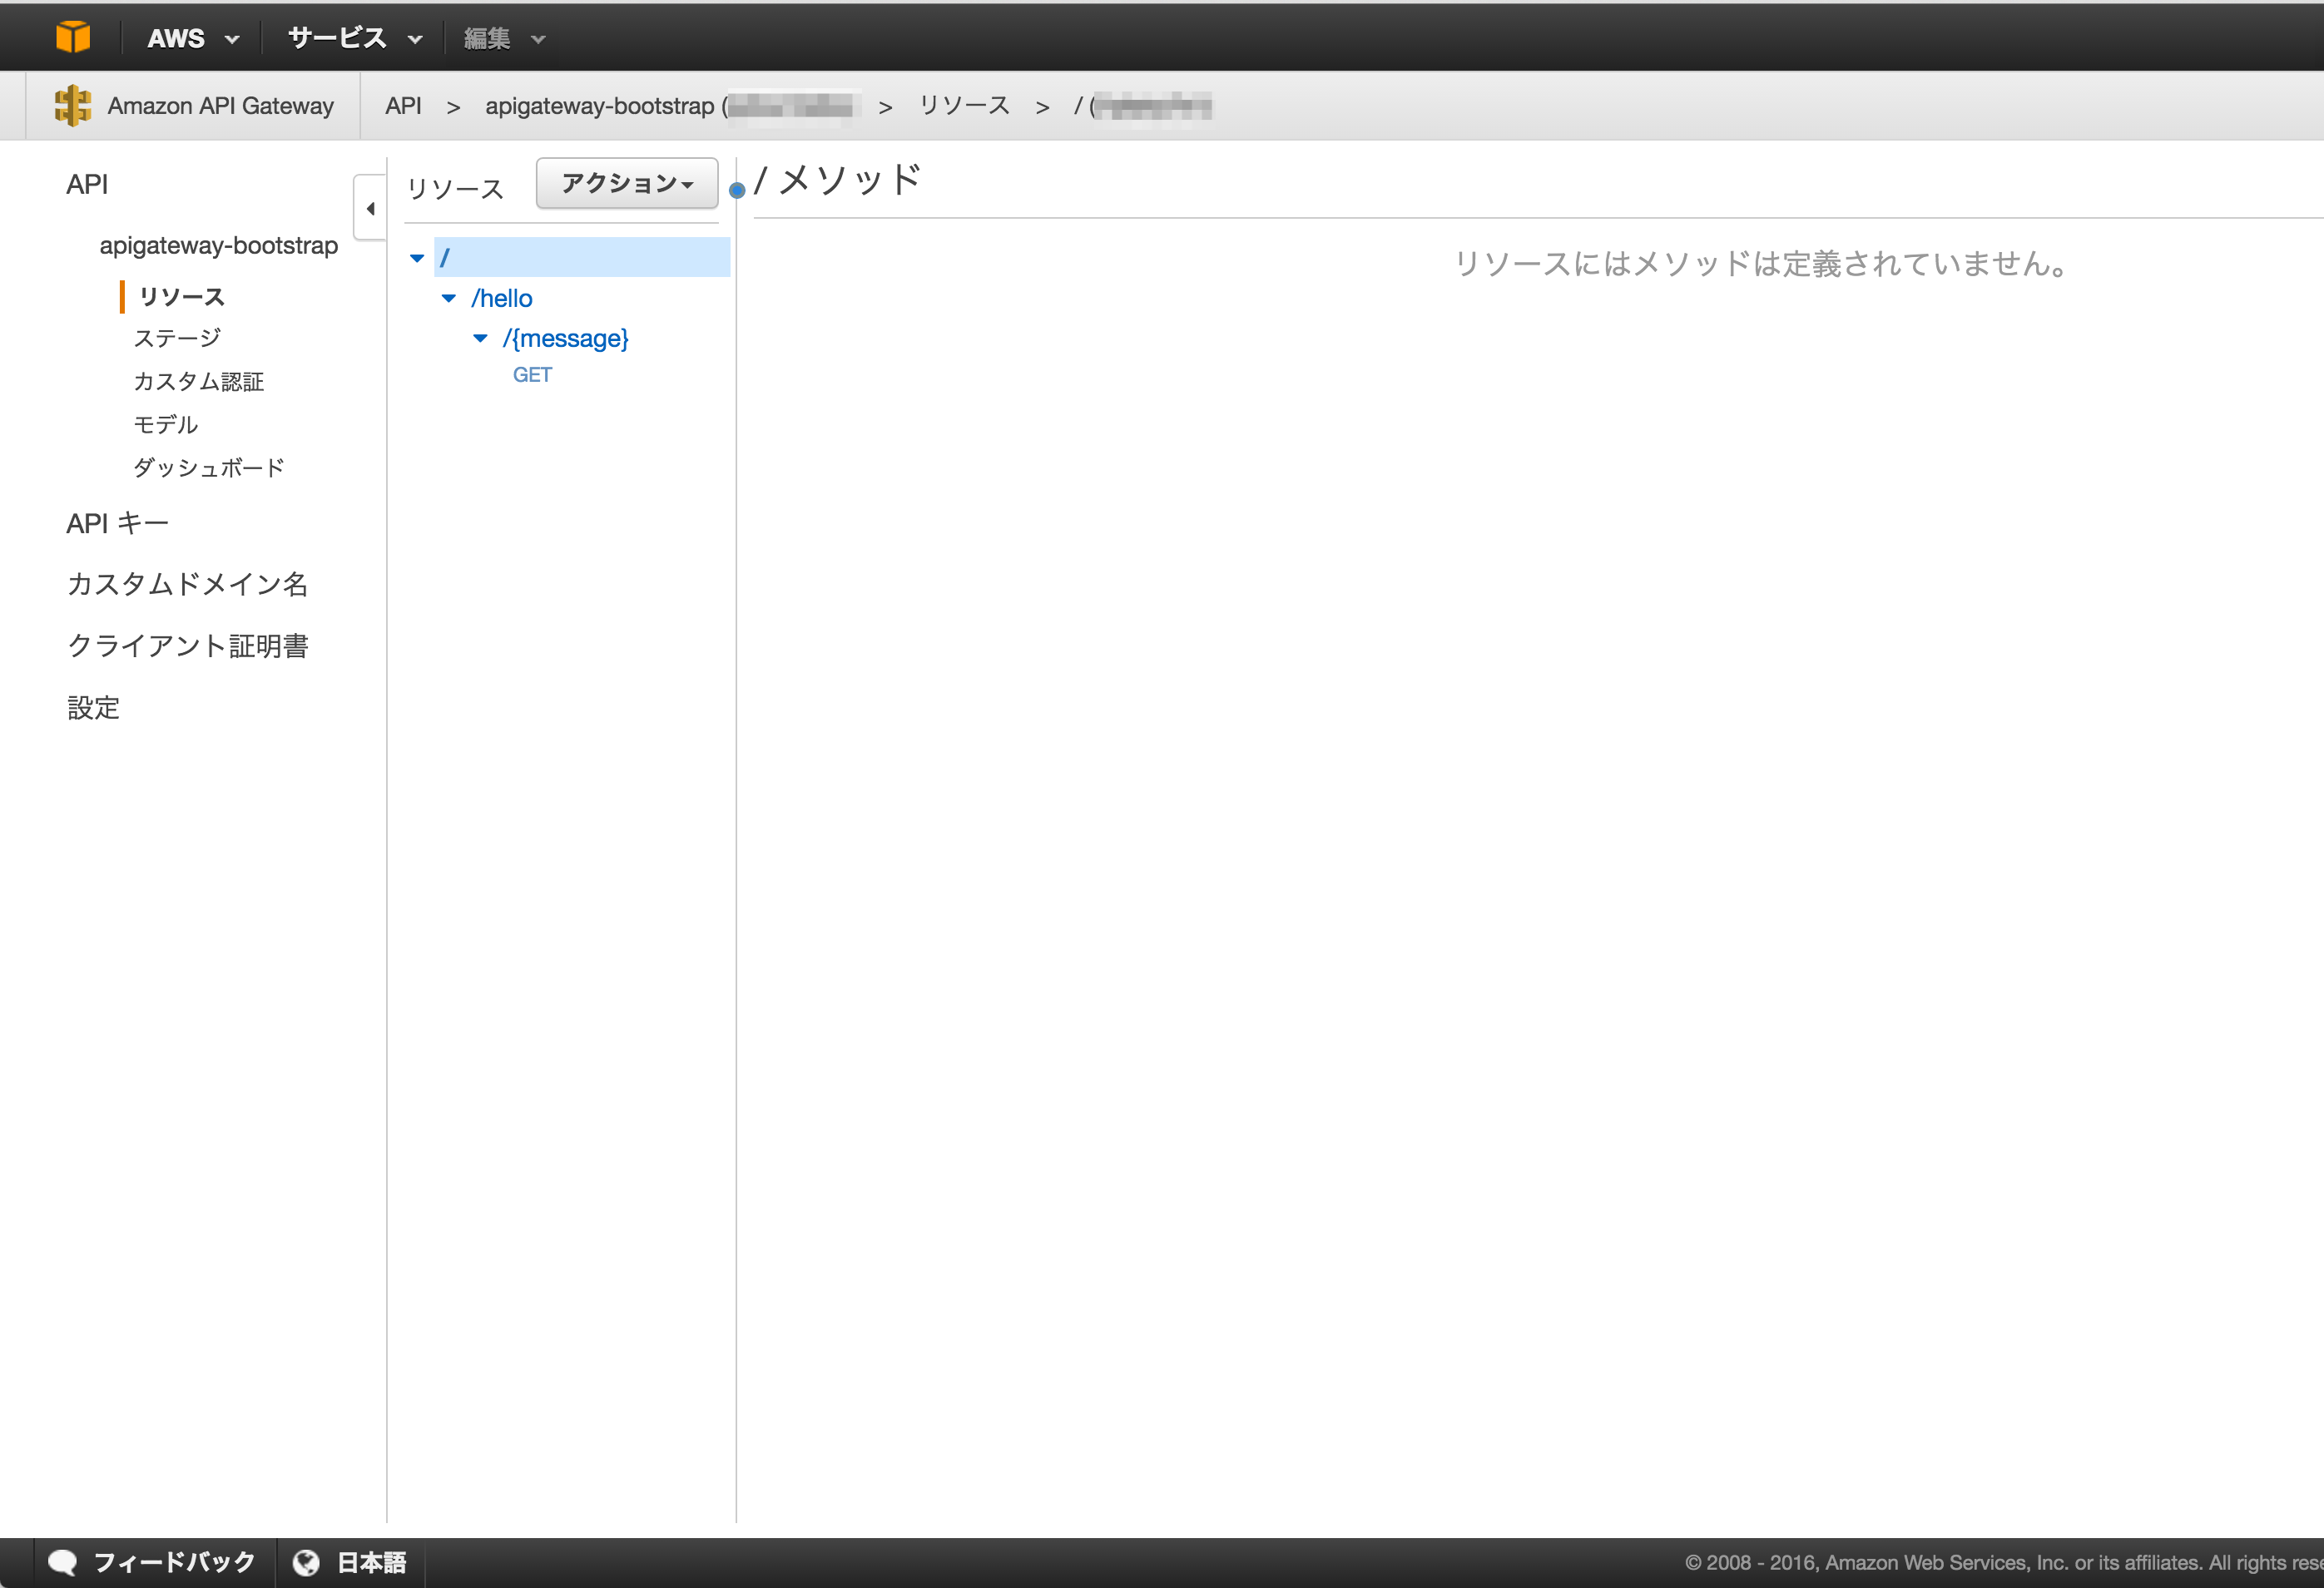 AWS サービス 編集
Amazon API Gateway API > apigateway-bootstrap ( > リソース > / (
API
apigateway-bootstrap
リソース
ステージ
カスタム認証
モデル
ダッシュボード
API キー
カスタムドメイン名
クライアント証明書
設定
リソース アクション
/
/hello
/{message}
GET
/ メソッド
リソースにはメソッドは定義されていません。
フィードバック 日本語 © 2008 - 2016, Amazon Web Services, Inc. or its affiliates. All rights rese